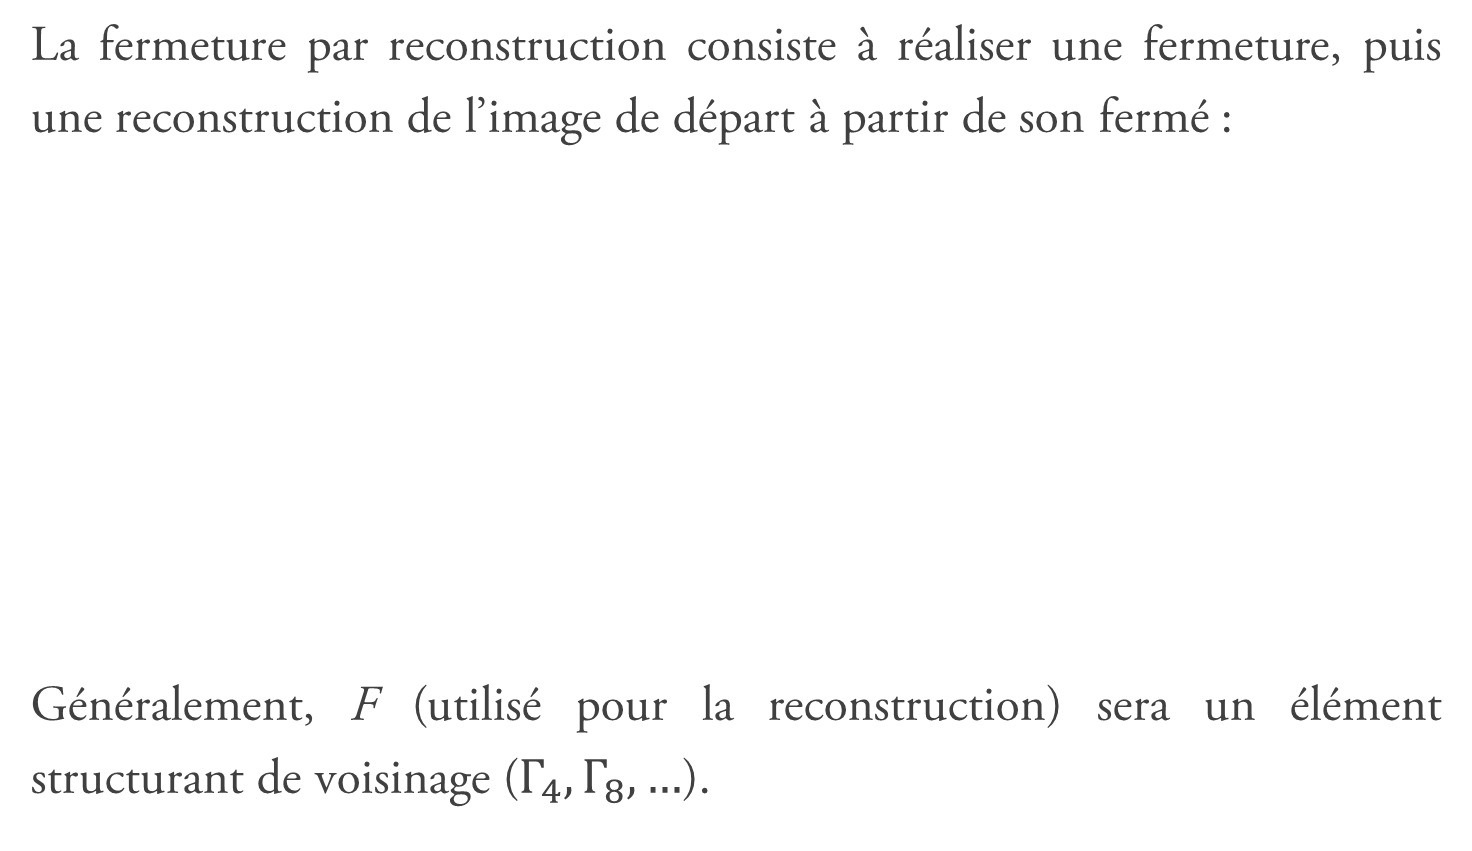 La fermeture par reconstruction consiste à réaliser une fermeture, puis
une reconstruction de l’image de départ à partir de son fermé :
Généralement, F (utilisé pour la reconstruction) sera un élément
structurant de voisinage (Γ₄, Γ₈, ...).